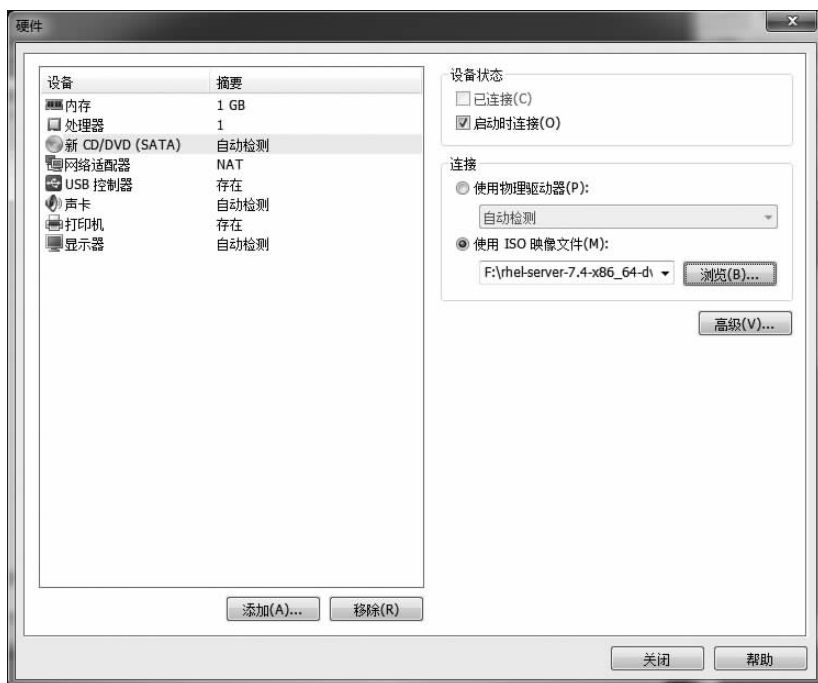 硬件
设备 摘要
内存 1 GB
处理器 1
新 CD/DVD (SATA) 自动检测
网络适配器 NAT
USB 控制器 存在
声卡 自动检测
打印机 存在
显示器 自动检测
添加(A)... 移除(R)
设备状态
已连接(C)
启动时连接(O)
连接
使用物理驱动器(P):
自动检测
使用 ISO 映像文件(M):
F:\rhel-server-7.4-x86_64-d\ 浏览(B)...
高级(V)...
关闭 帮助